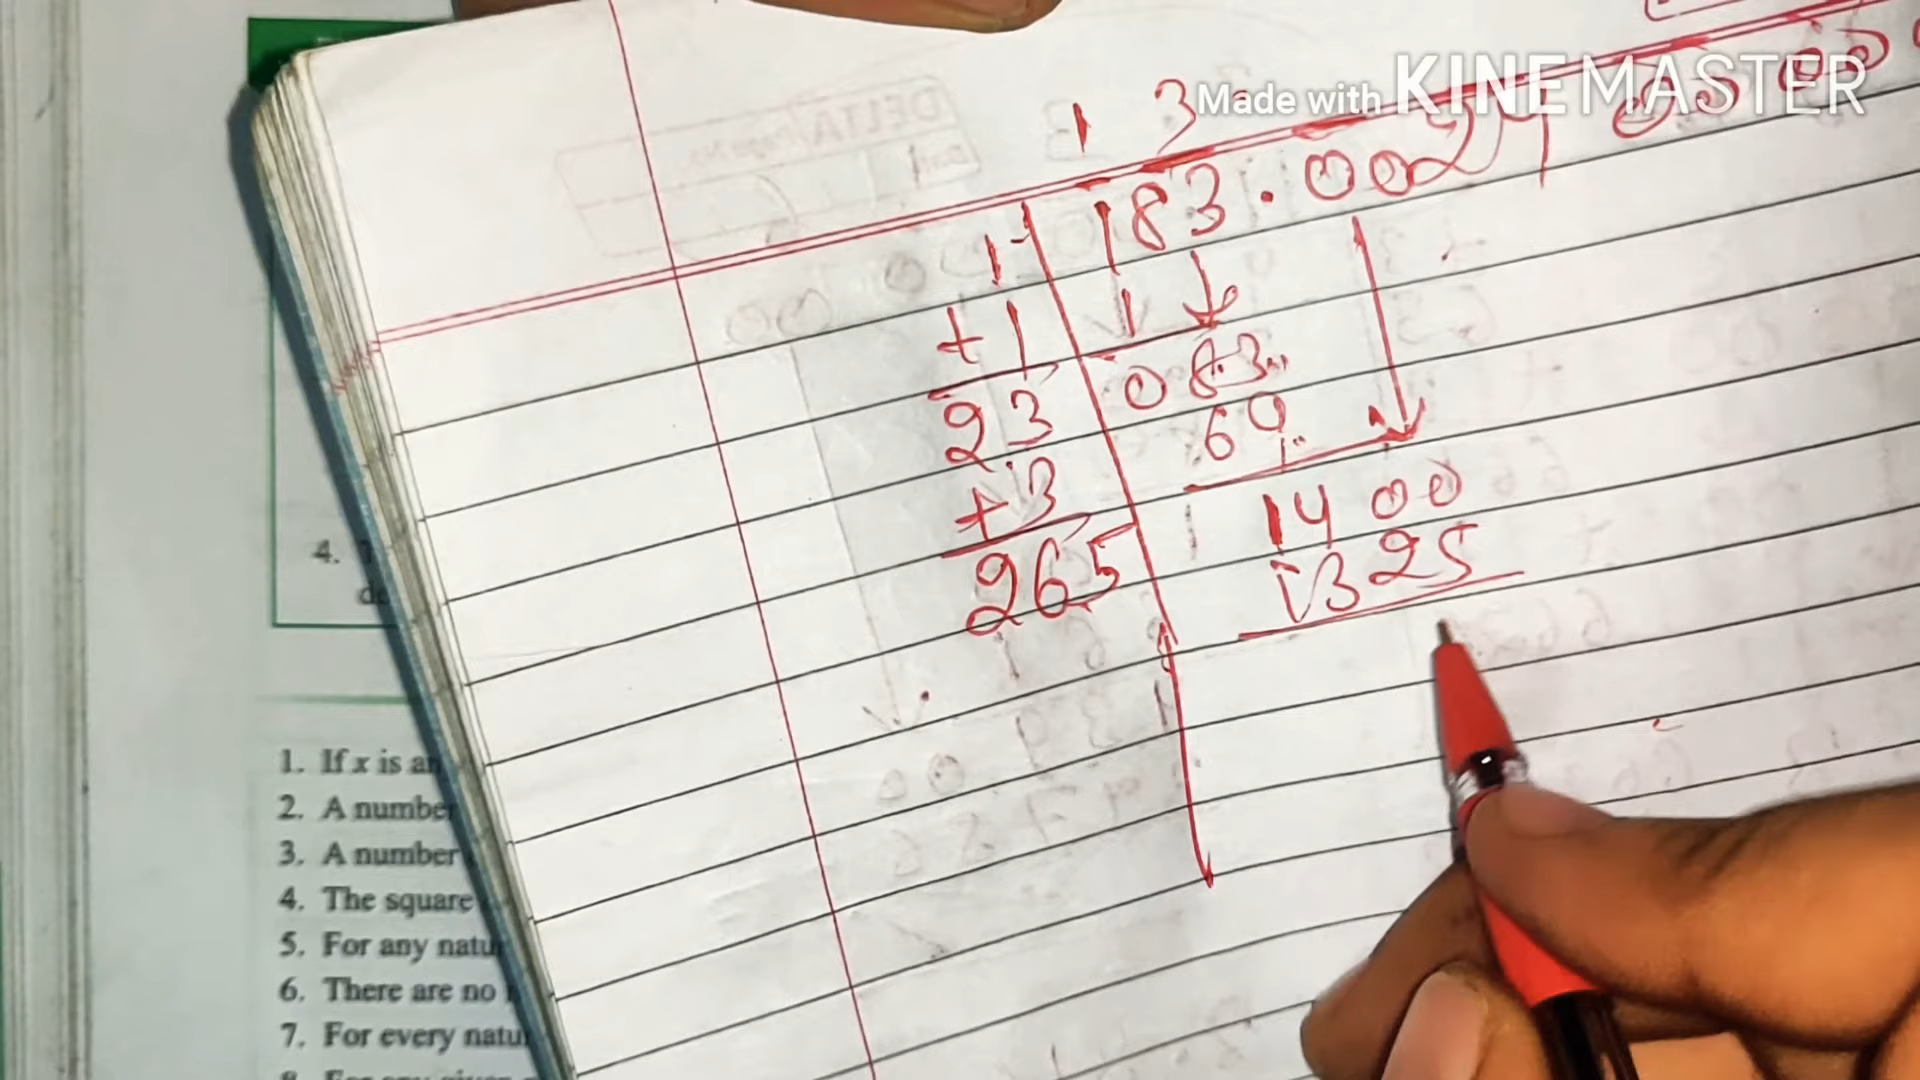 Made with KINEMASTER
1 3
1 183.0024 00 00
+1 1
23 083
69
+3
1400
265 1325
4.
1. If x is an
2. A number
3. A number
4. The square
5. For any natu
6. There are no
7. For every natu